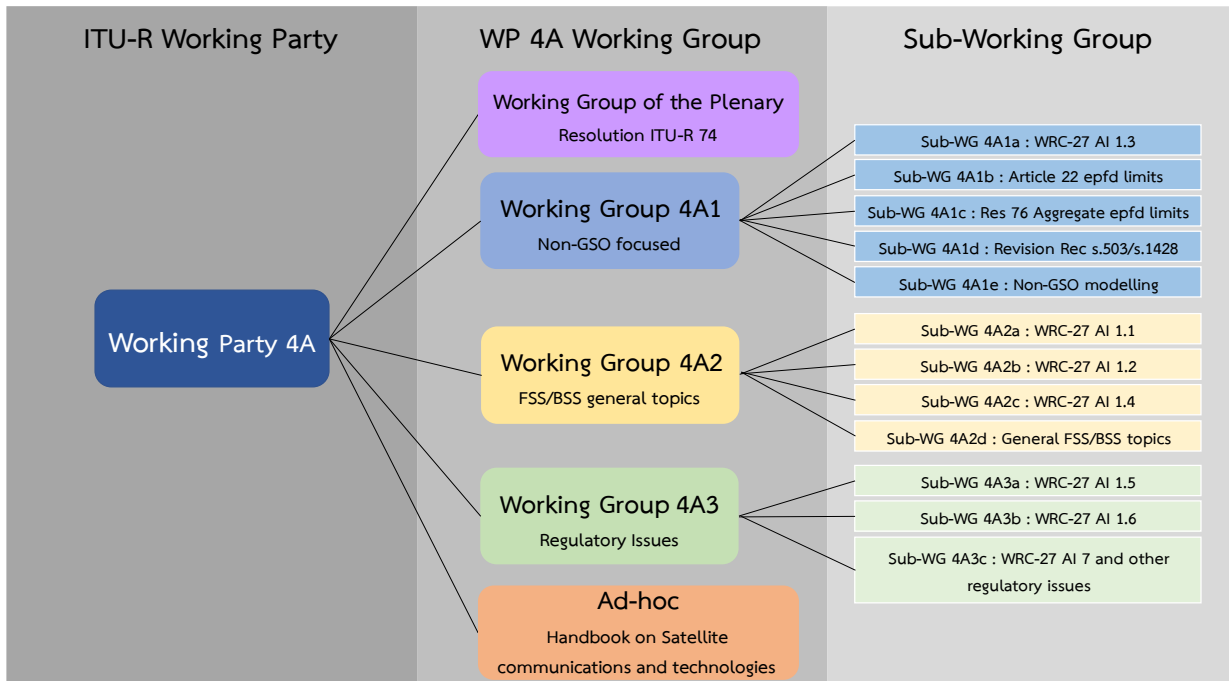 ITU-R Working Party
WP 4A Working Group
Sub-Working Group
Working Party 4A
Working Group of the Plenary
Resolution ITU-R 74
Working Group 4A1
Non-GSO focused
Sub-WG 4A1a : WRC-27 AI 1.3
Sub-WG 4A1b : Article 22 epfd limits
Sub-WG 4A1c : Res 76 Aggregate epfd limits
Sub-WG 4A1d : Revision Rec s.503/s.1428
Sub-WG 4A1e : Non-GSO modelling
Working Group 4A2
FSS/BSS general topics
Sub-WG 4A2a : WRC-27 AI 1.1
Sub-WG 4A2b : WRC-27 AI 1.2
Sub-WG 4A2c : WRC-27 AI 1.4
Sub-WG 4A2d : General FSS/BSS topics
Working Group 4A3
Regulatory Issues
Sub-WG 4A3a : WRC-27 AI 1.5
Sub-WG 4A3b : WRC-27 AI 1.6
Sub-WG 4A3c : WRC-27 AI 7 and other
regulatory issues
Ad-hoc
Handbook on Satellite
communications and technologies